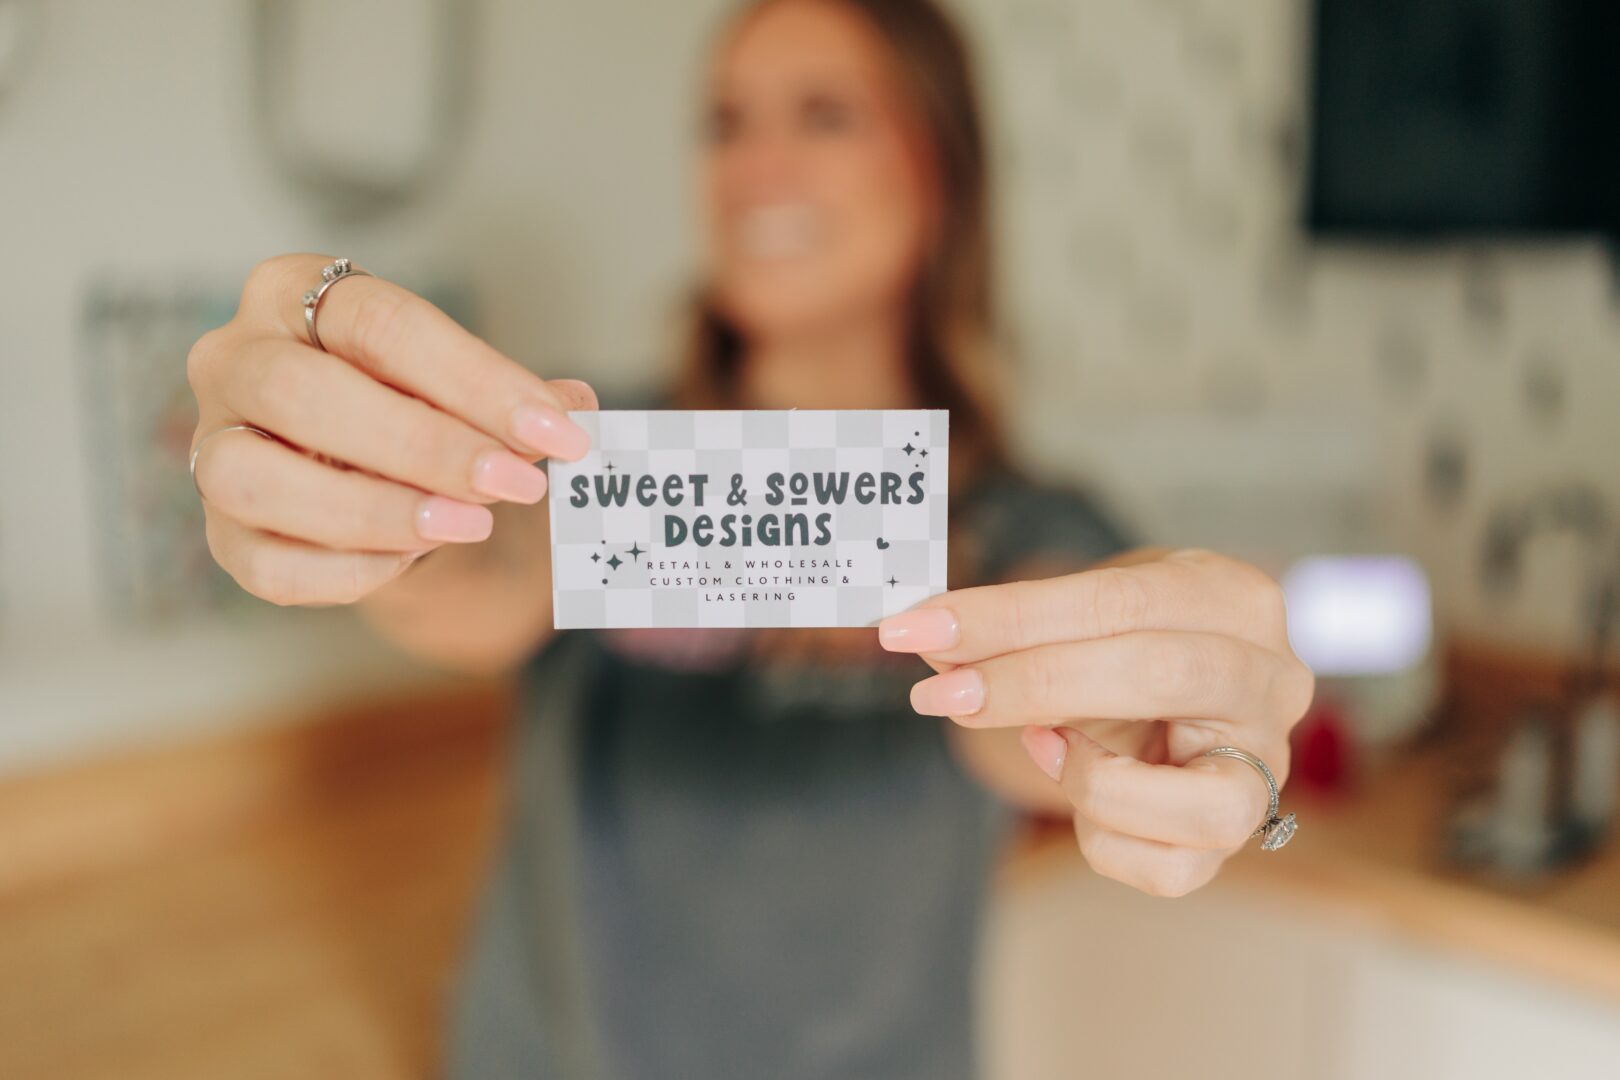 SWEET & SOWERS
DESIGNS
RETAIL & WHOLESALE
CUSTOM CLOTHING &
LASERING